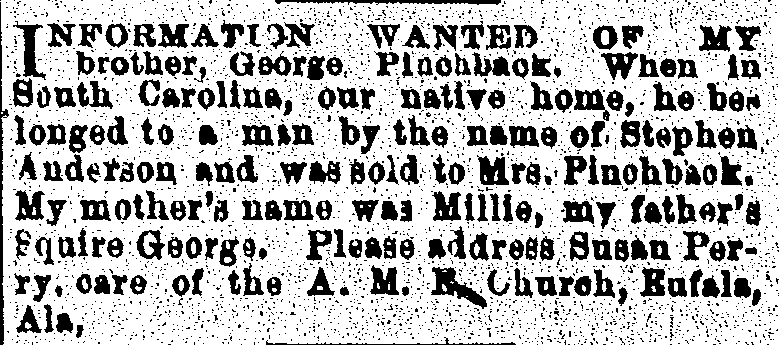 INFORMATION WANTED OF MY
brother, George Pinchback. When in
South Carolina, our native home, he be-
longed to a man by the name of Stephen
Anderson and was sold to Mrs. Pinchback.
My mother's name was Millie, my father's
Squire George. Please address Susan Per-
ry, care of the A. M. E. Church, Eufala,
Ala,